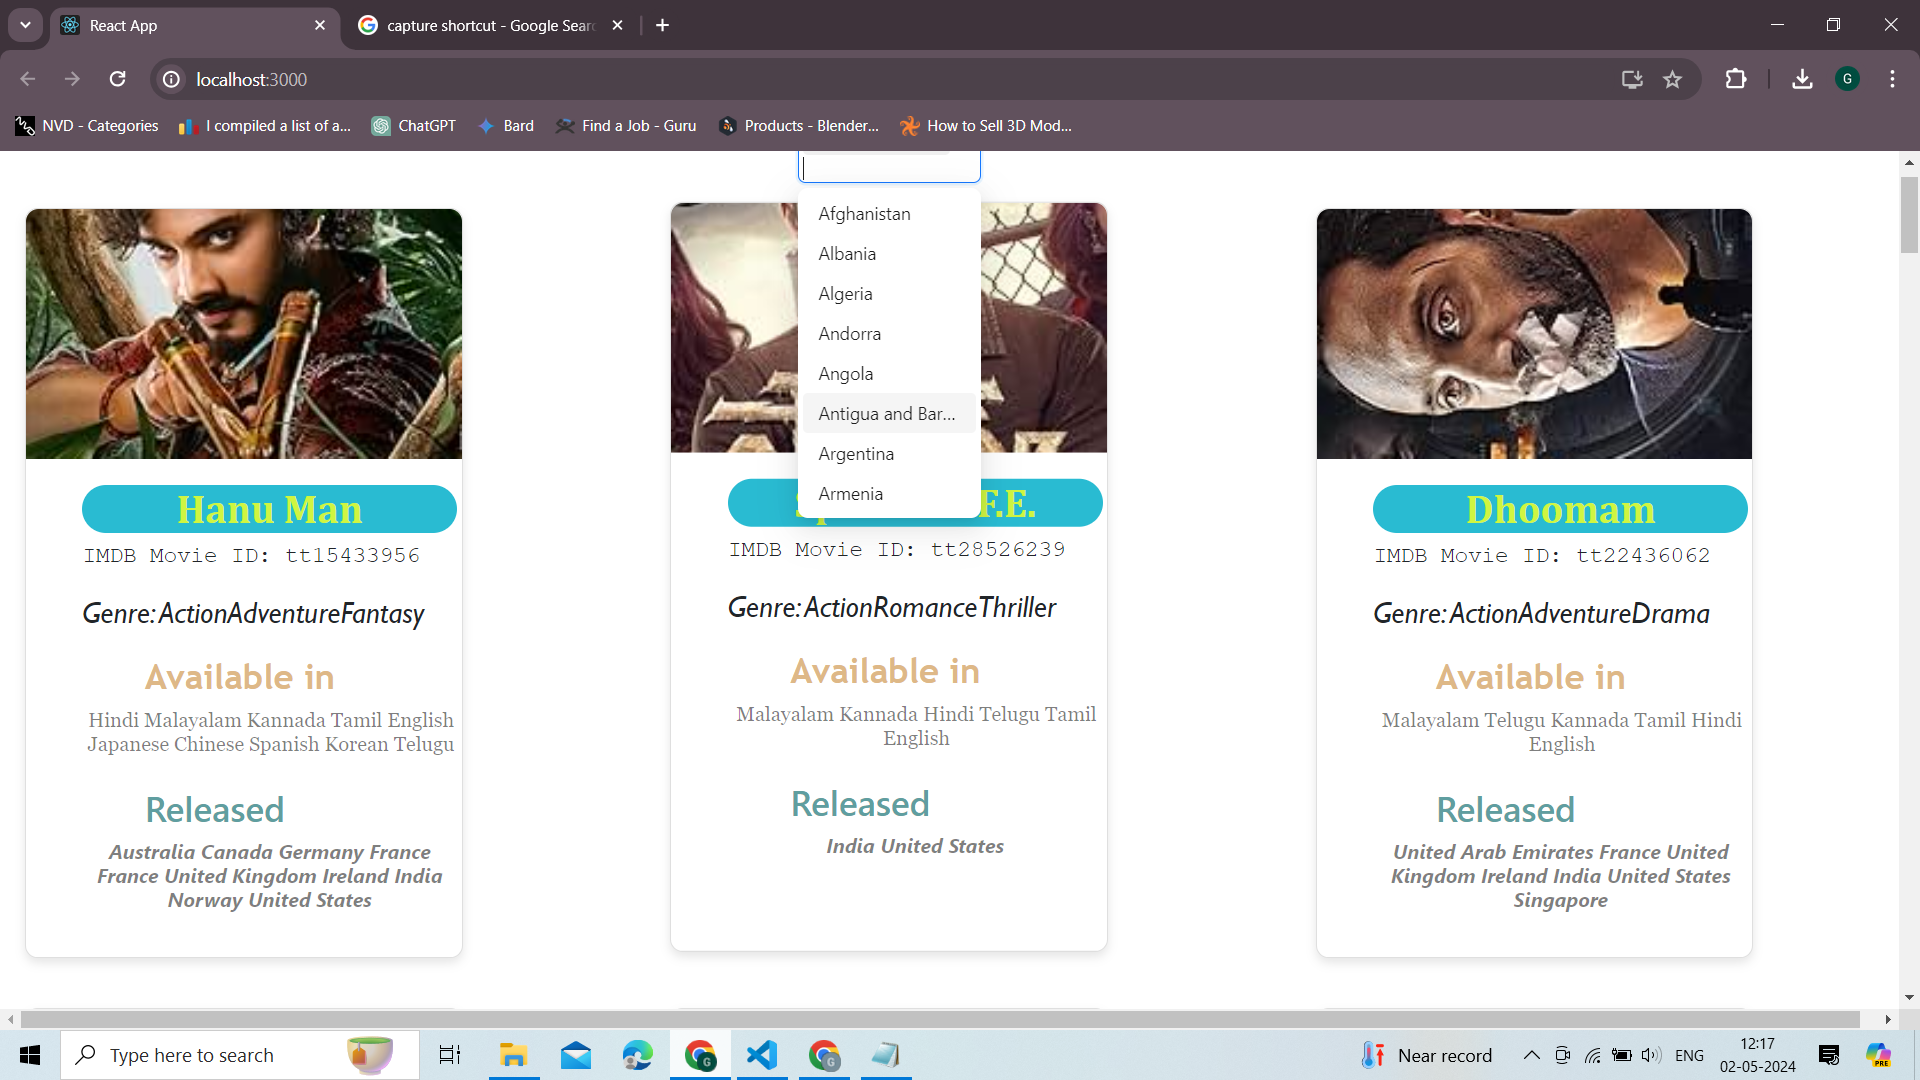 React App
capture shortcut - Google Sear
localhost:3000
G
NVD - Categories
I compiled a list of a...
ChatGPT
Bard
Find a Job - Guru
Products - Blender...
How to Sell 3D Mod...
Afghanistan
Albania
Algeria
Andorra
Angola
Antigua and Bar...
Argentina
Armenia
Hanu Man
IMDB Movie ID: tt15433956
Genre: ActionAdventureFantasy
Available in
Hindi Malayalam Kannada Tamil English
Japanese Chinese Spanish Korean Telugu
Released
Australia Canada Germany France
France United Kingdom Ireland India
Norway United States
F.E.
IMDB Movie ID: tt28526239
Genre: ActionRomanceThriller
Available in
Malayalam Kannada Hindi Telugu Tamil
English
Released
India United States
Dhoomam
IMDB Movie ID: tt22436062
Genre: ActionAdventureDrama
Available in
Malayalam Telugu Kannada Tamil Hindi
English
Released
United Arab Emirates France United
Kingdom Ireland India United States
Singapore
Type here to search
Near record
ENG
12:17
02-05-2024
PRE